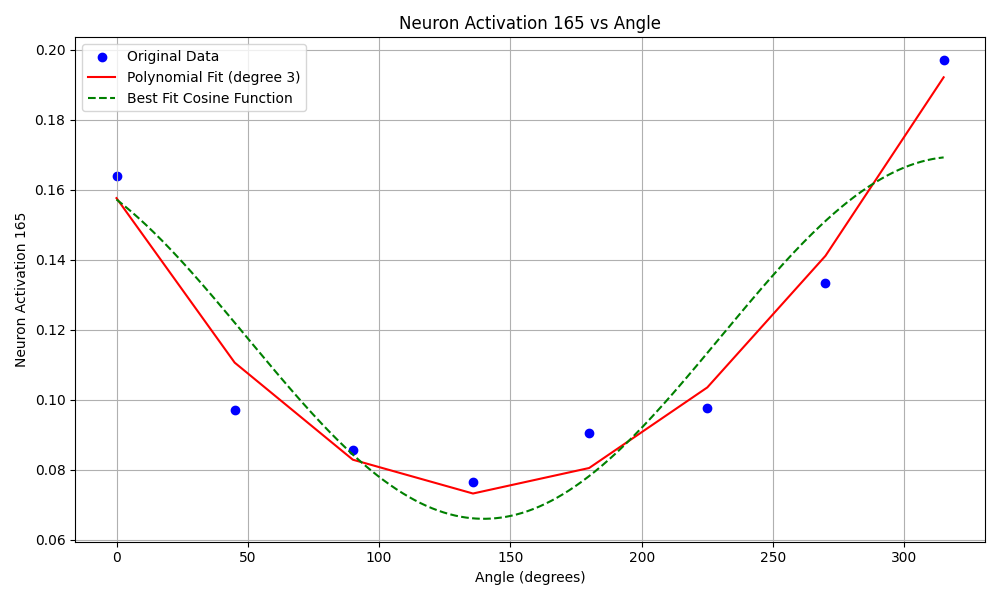 Neuron Activation 165 vs Angle
Original Data
Polynomial Fit (degree 3)
Best Fit Cosine Function
Neuron Activation 165
0.20
0.18
0.16
0.14
0.12
0.10
0.08
0.06
0 50 100 150 200 250 300
Angle (degrees)